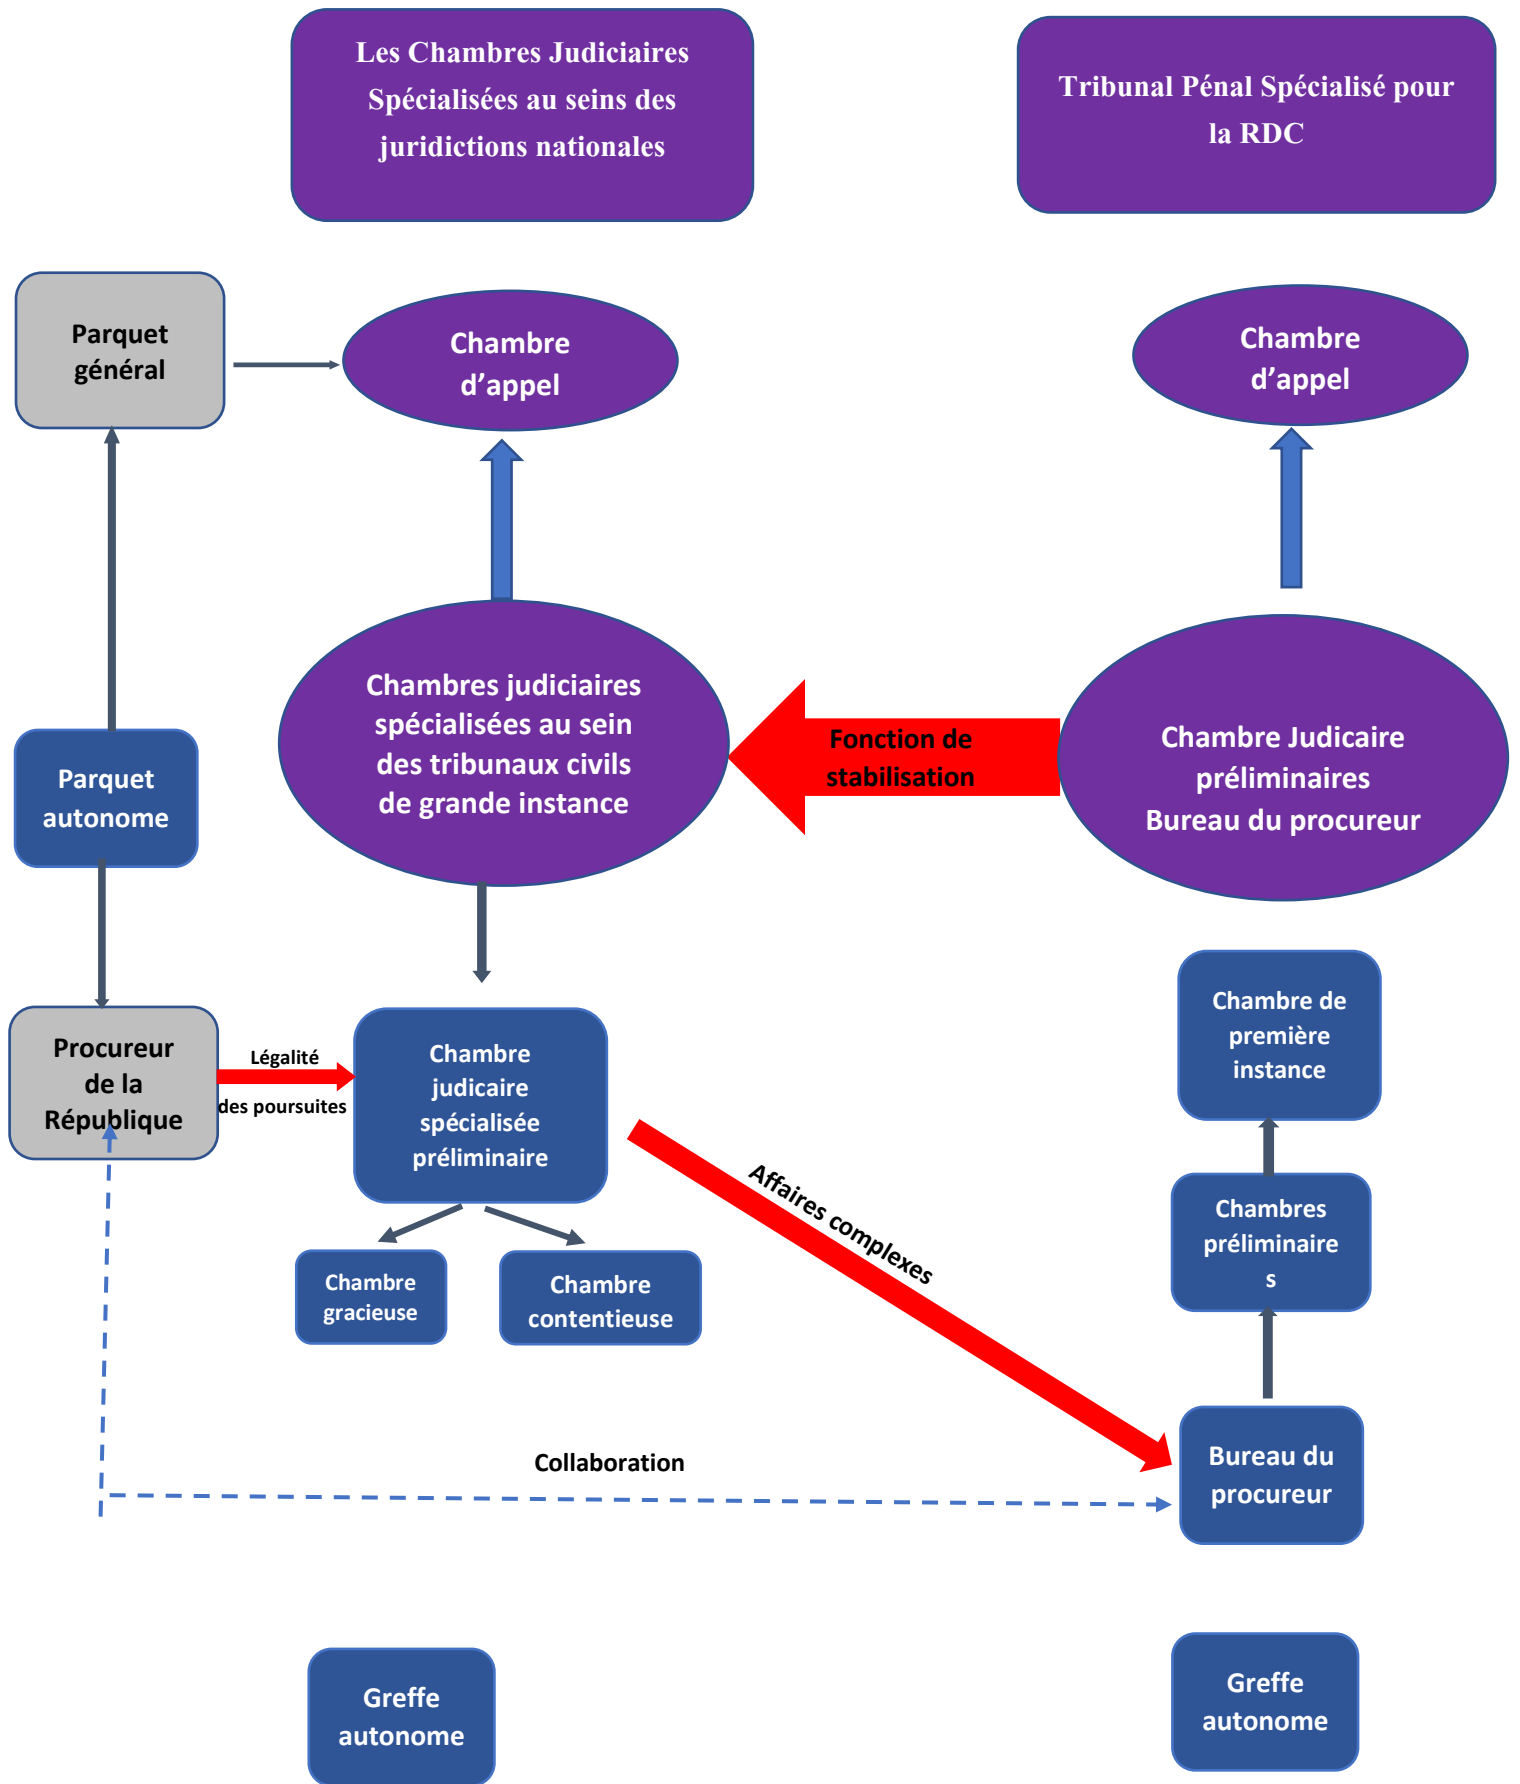 Les Chambres Judiciaires
Spécialisées au seins des
juridictions nationales
Tribunal Pénal Spécialisé pour
la RDC
Parquet
général
Chambre
d’appel
Chambre
d’appel
Chambres judiciaires
spécialisées au sein
des tribunaux civils
de grande instance
Fonction de
stabilisation
Chambre Judicaire
préliminaires
Bureau du procureur
Parquet
autonome
Procureur
de la
République
Légalité
des poursuites
Chambre
judicaire
spécialisée
préliminaire
Chambre de
première
instance
Affaires complexes
Chambres
préliminaire
s
Chambre
gracieuse
Chambre
contentieuse
Collaboration
Bureau du
procureur
Greffe
autonome
Greffe
autonome